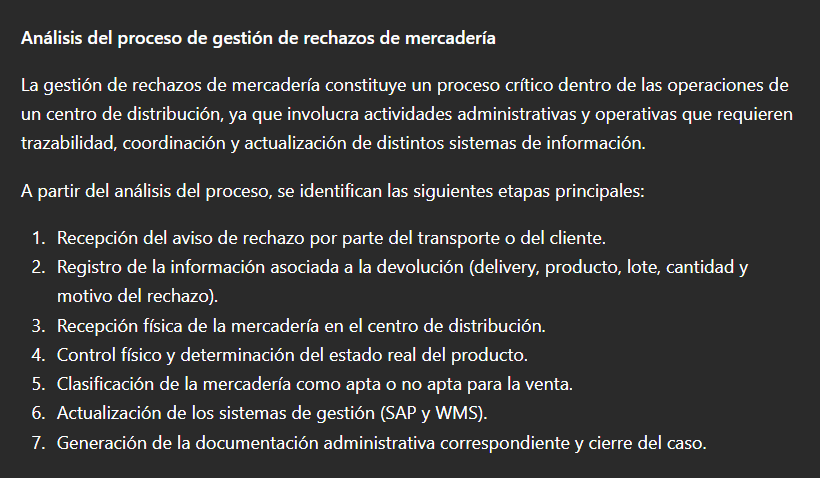 Análisis del proceso de gestión de rechazos de mercadería
La gestión de rechazos de mercadería constituye un proceso crítico dentro de las operaciones de
un centro de distribución, ya que involucra actividades administrativas y operativas que requieren
trazabilidad, coordinación y actualización de distintos sistemas de información.
A partir del análisis del proceso, se identifican las siguientes etapas principales:
1. Recepción del aviso de rechazo por parte del transporte o del cliente.
2. Registro de la información asociada a la devolución (delivery, producto, lote, cantidad y
motivo del rechazo).
3. Recepción física de la mercadería en el centro de distribución.
4. Control físico y determinación del estado real del producto.
5. Clasificación de la mercadería como apta o no apta para la venta.
6. Actualización de los sistemas de gestión (SAP y WMS).
7. Generación de la documentación administrativa correspondiente y cierre del caso.